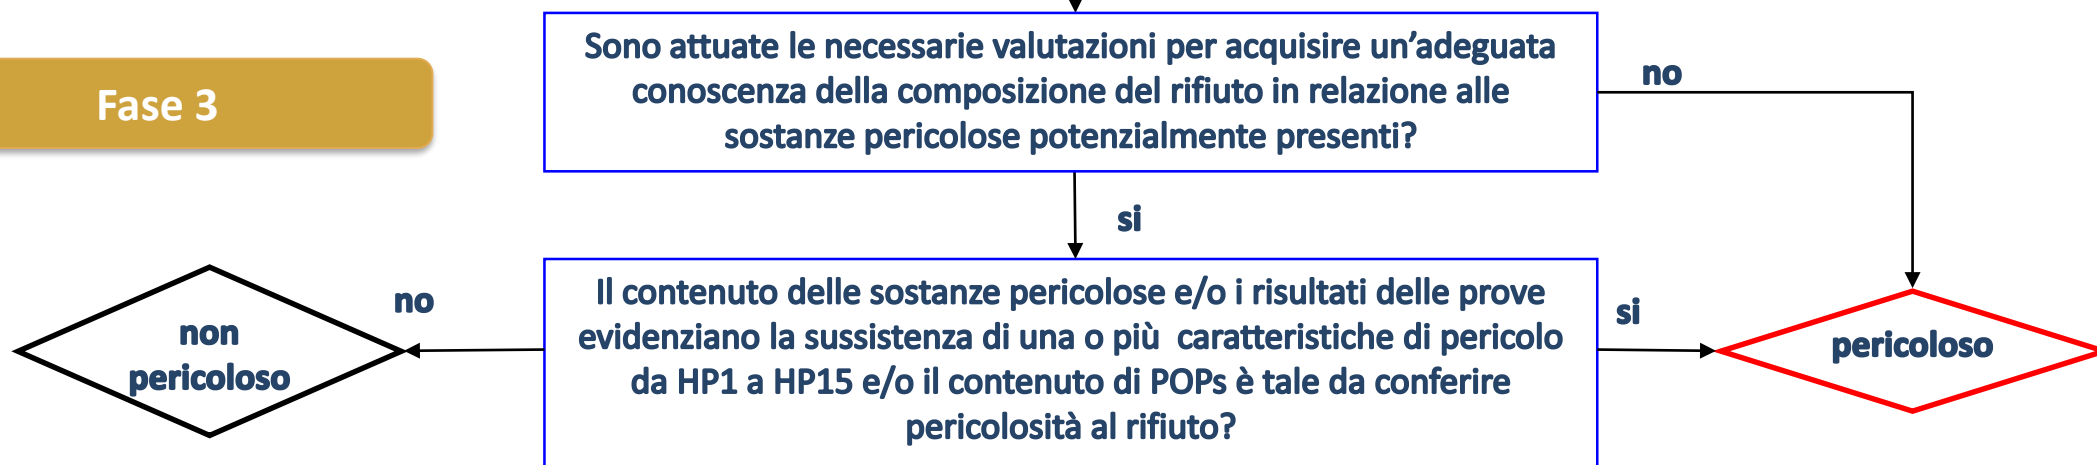 Fase 3
Sono attuate le necessarie valutazioni per acquisire un'adeguata
conoscenza della composizione del rifiuto in relazione alle
sostanze pericolose potenzialmente presenti?
no
si
Il contenuto delle sostanze pericolose e/o i risultati delle prove
evidenziano la sussistenza di una o più  caratteristiche di pericolo
da HP1 a HP15 e/o il contenuto di POPs è tale da conferire
pericolosità al rifiuto?
no
non
pericoloso
si
pericoloso